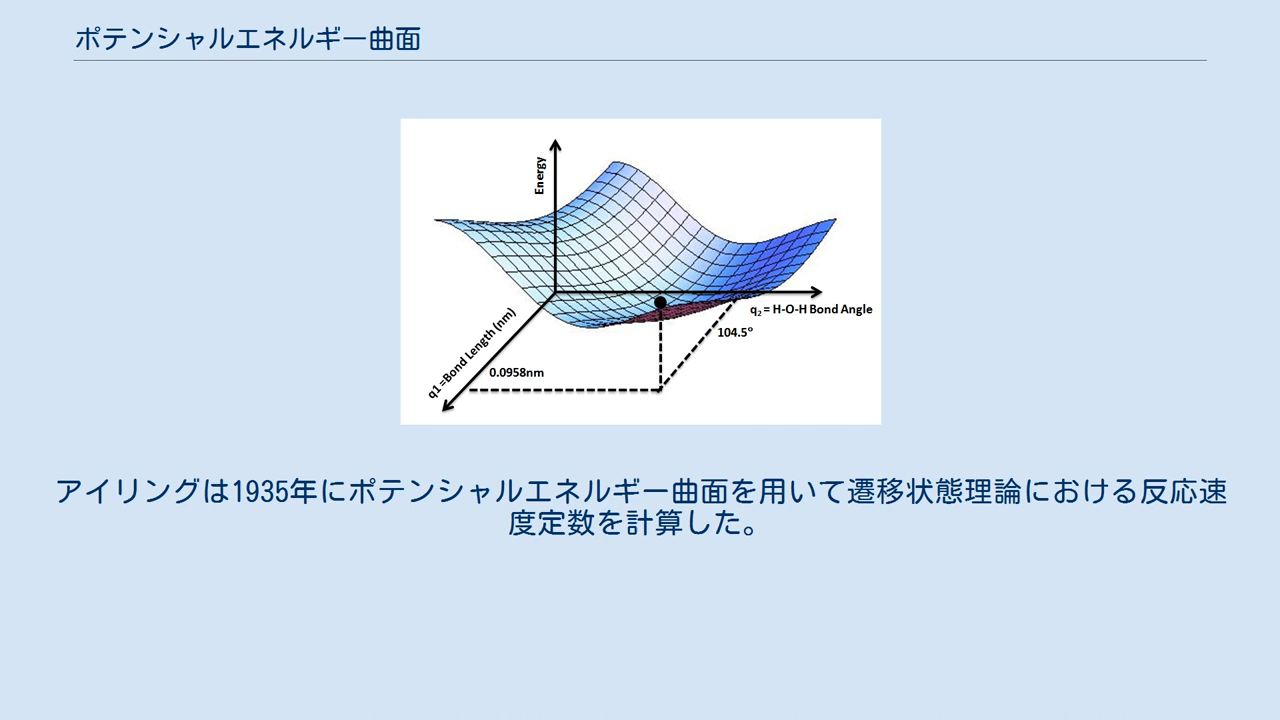 ポテンシャルエネルギー曲面
Energy
q₂ = H-O-H Bond Angle
104.5°
q1 =Bond Length (nm)
0.0958nm
アイリングは1935年にポテンシャルエネルギー曲面を用いて遷移状態理論における反応速
度定数を計算した。